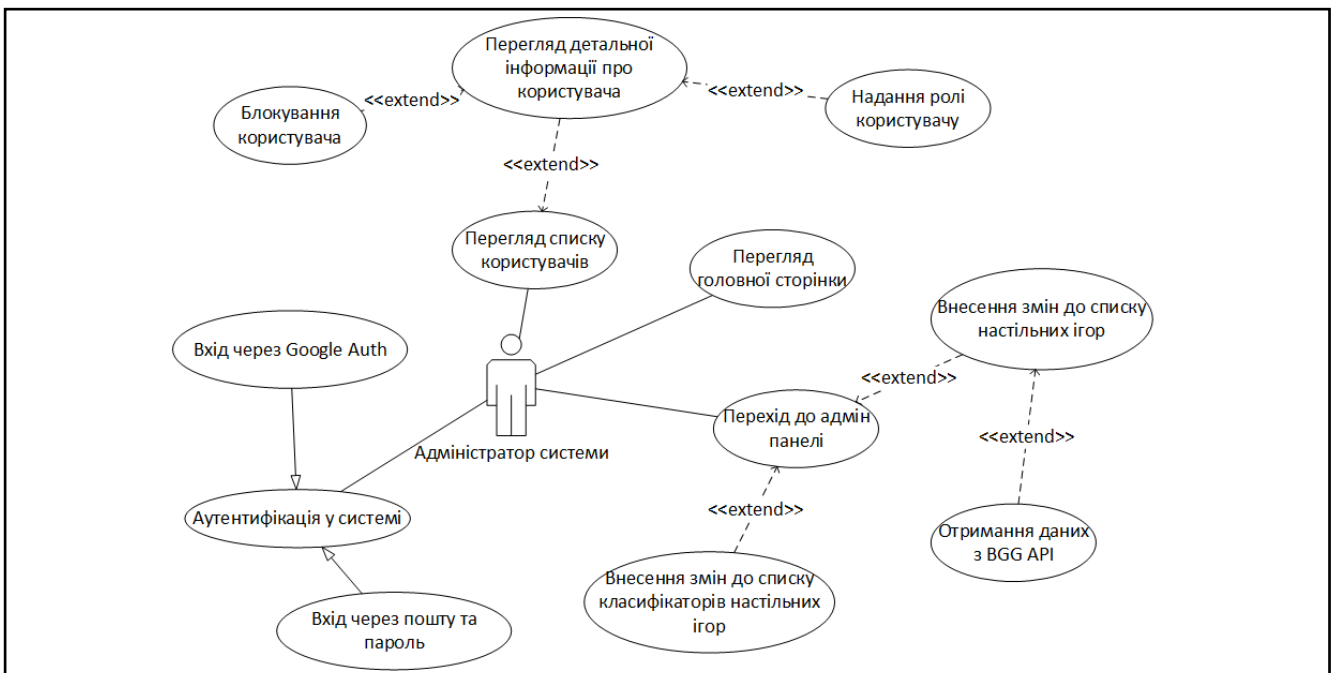 Перегляд детальної
інформації про
користувача
<<extend>>
<<extend>>
Блокування
користувача
Надання ролі
користувачу
<<extend>>
Перегляд списку
користувачів
Перегляд
головної сторінки
Внесення змін до списку
настільних ігор
Вхід через Google Auth
<<extend>>
Перехід до адмін
панелі
<<extend>>
Адміністратор системи
<<extend>>
Аутентифікація у системі
Отримання даних
з BGG API
Внесення змін до списку
класифікаторів настільних
ігор
Вхід через пошту та
пароль